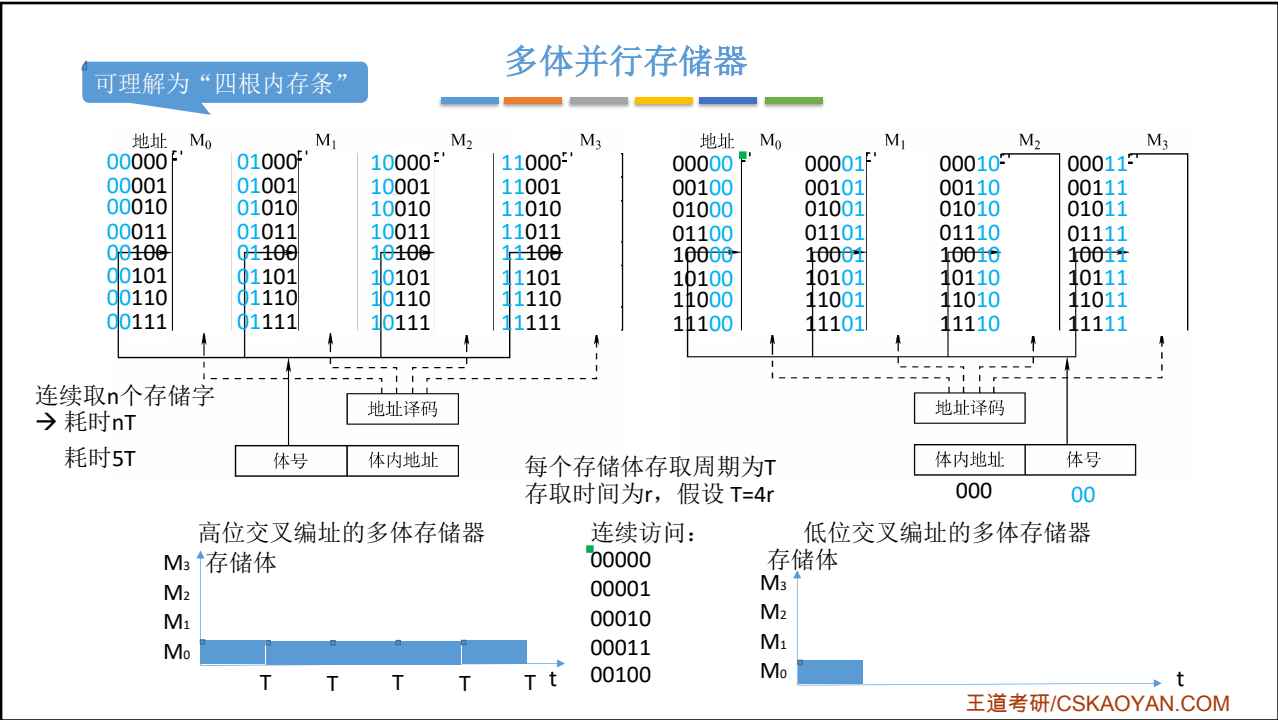 多体并行存储器
可理解为“四根内存条”
地址 M0 M1 M2 M3
00000 01000 10000 11000
00001 01001 10001 11001
00010 01010 10010 11010
00011 01011 10011 11011
00100 01100 10100 11100
00101 01101 10101 11101
00110 01110 10110 11110
00111 01111 10111 11111
地址译码
体号 体内地址
连续取n个存储字
→ 耗时nT
耗时5T
地址 M0 M1 M2 M3
00000 00001 00010 00011
00100 00101 00110 00111
01000 01001 01010 01011
01100 01101 01110 01111
10000 10001 10010 10011
10100 10101 10110 10111
11000 11001 11010 11011
11100 11101 11110 11111
地址译码
体内地址 体号
000 00
每个存储体存取周期为T
存取时间为r，假设 T=4r
高位交叉编址的多体存储器
存储体
M3
M2
M1
M0
T T T T T t
连续访问：
00000
00001
00010
00011
00100
低位交叉编址的多体存储器
存储体
M3
M2
M1
M0
t
王道考研/CSKAOYAN.COM